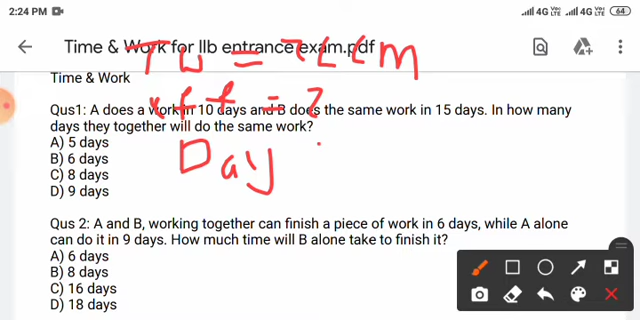 2:24 PM 4G 4G 64
Time & Work for llb entrance exam.pdf
Time & Work
Qus1: A does a work in 10 days and B does the same work in 15 days. In how many
days they together will do the same work?
A) 5 days
B) 6 days
C) 8 days
D) 9 days
Day
Qus 2: A and B, working together can finish a piece of work in 6 days, while A alone
can do it in 9 days. How much time will B alone take to finish it?
A) 6 days
B) 8 days
C) 16 days
D) 18 days